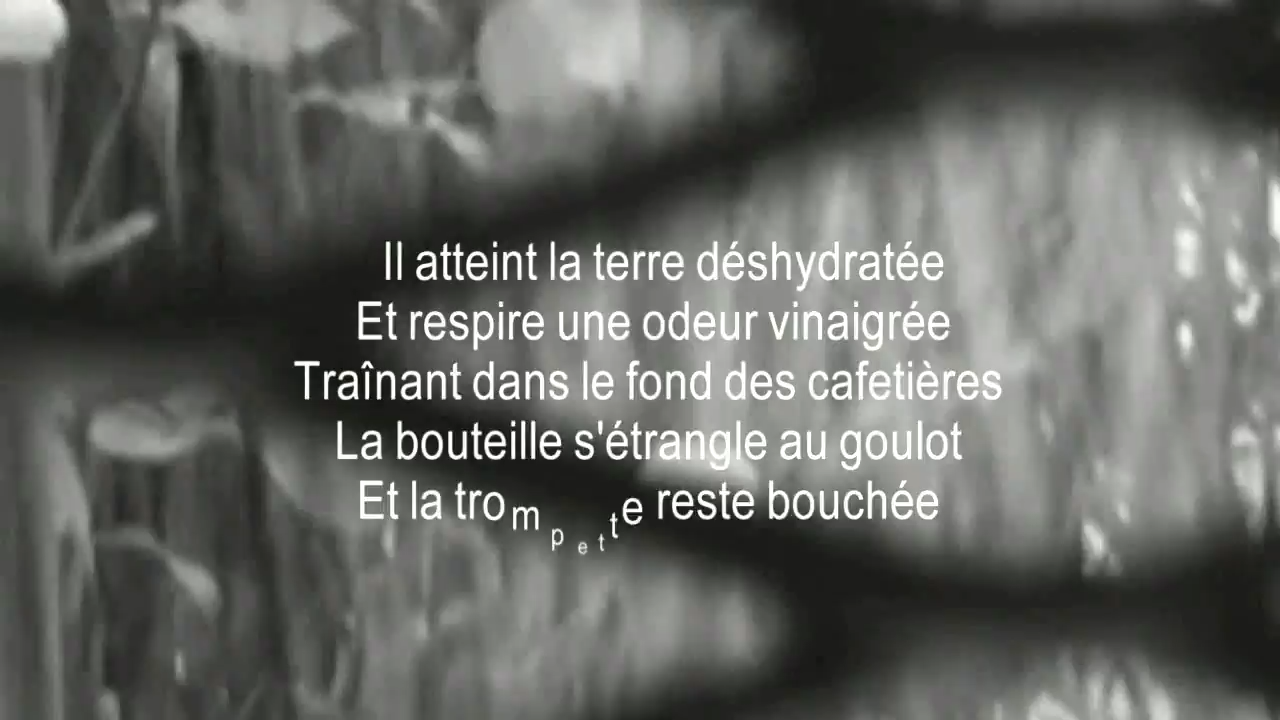 Il atteint la terre déshydratée
Et respire une odeur vinaigrée
Traînant dans le fond des cafetières
La bouteille s'étrangle au goulot
Et la trompette reste bouchée